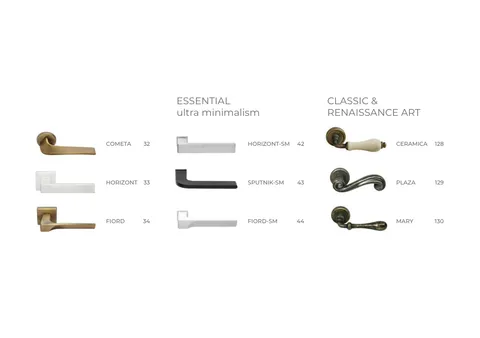 ESSENTIAL
ultra minimalism
CLASSIC &
RENAISSANCE ART
COMETA 32
HORIZONT-SM 42
CERAMICA 128
HORIZONT 33
SPUTNIK-SM 43
PLAZA 129
FIORD 34
FIORD-SM 44
MARY 130